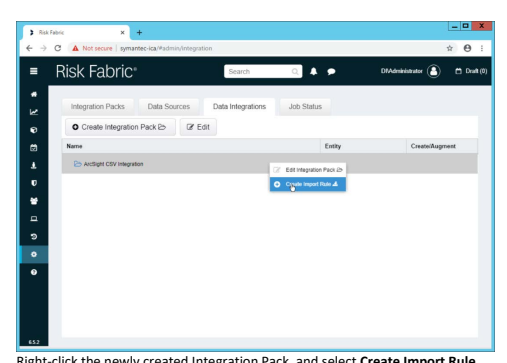 Risk Fabric
Not secure | symantec-ica/#admin/integration
Risk Fabric®
Search
DI\Administrator
Draft (0)
Integration Packs Data Sources Data Integrations Job Status
Create Integration Pack Edit
Name Entity Create/Augment
ArcSight CSV Integration
Edit Integration Pack
Create Import Rule
6.5.2
Right-click the newly created Integration Pack, and select Create Import Rule